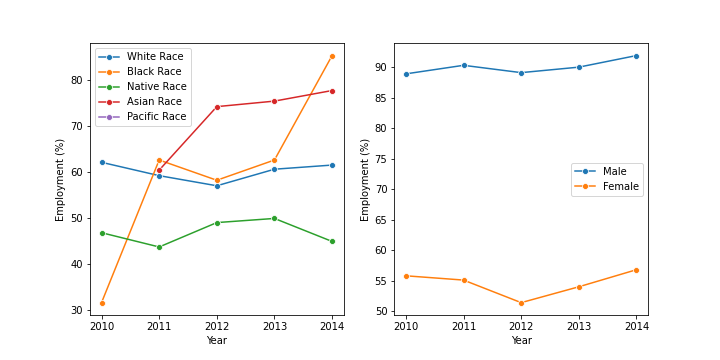 White Race
Black Race
Native Race
Asian Race
Pacific Race
80
70
60
50
40
30
Employment (%)
2010 2011 2012 2013 2014
Year
Male
Female
90
85
80
75
70
65
60
55
50
Employment (%)
2010 2011 2012 2013 2014
Year